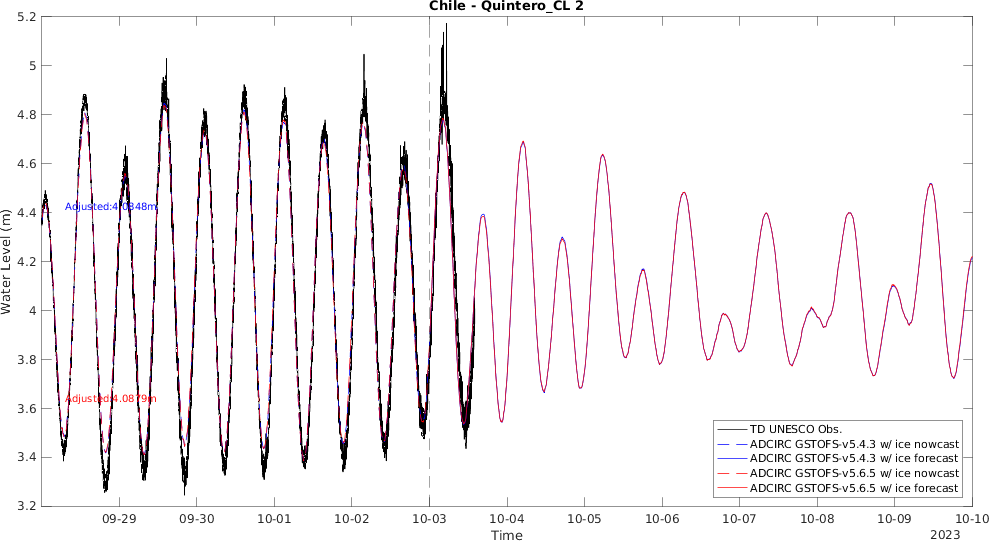 Chile - Quintero_CL 2
5.2
5
4.8
4.6
4.4
4.2
4
3.8
3.6
3.4
3.2
Water Level (m)
Adjusted:4.0848m
Adjusted:4.0879m
TD UNESCO Obs.
ADCIRC GSTOFS-v5.4.3 w/ ice nowcast
ADCIRC GSTOFS-v5.4.3 w/ ice forecast
ADCIRC GSTOFS-v5.6.5 w/ ice nowcast
ADCIRC GSTOFS-v5.6.5 w/ ice forecast
09-29 09-30 10-01 10-02 10-03 10-04 10-05 10-06 10-07 10-08 10-09 10-10
Time
2023